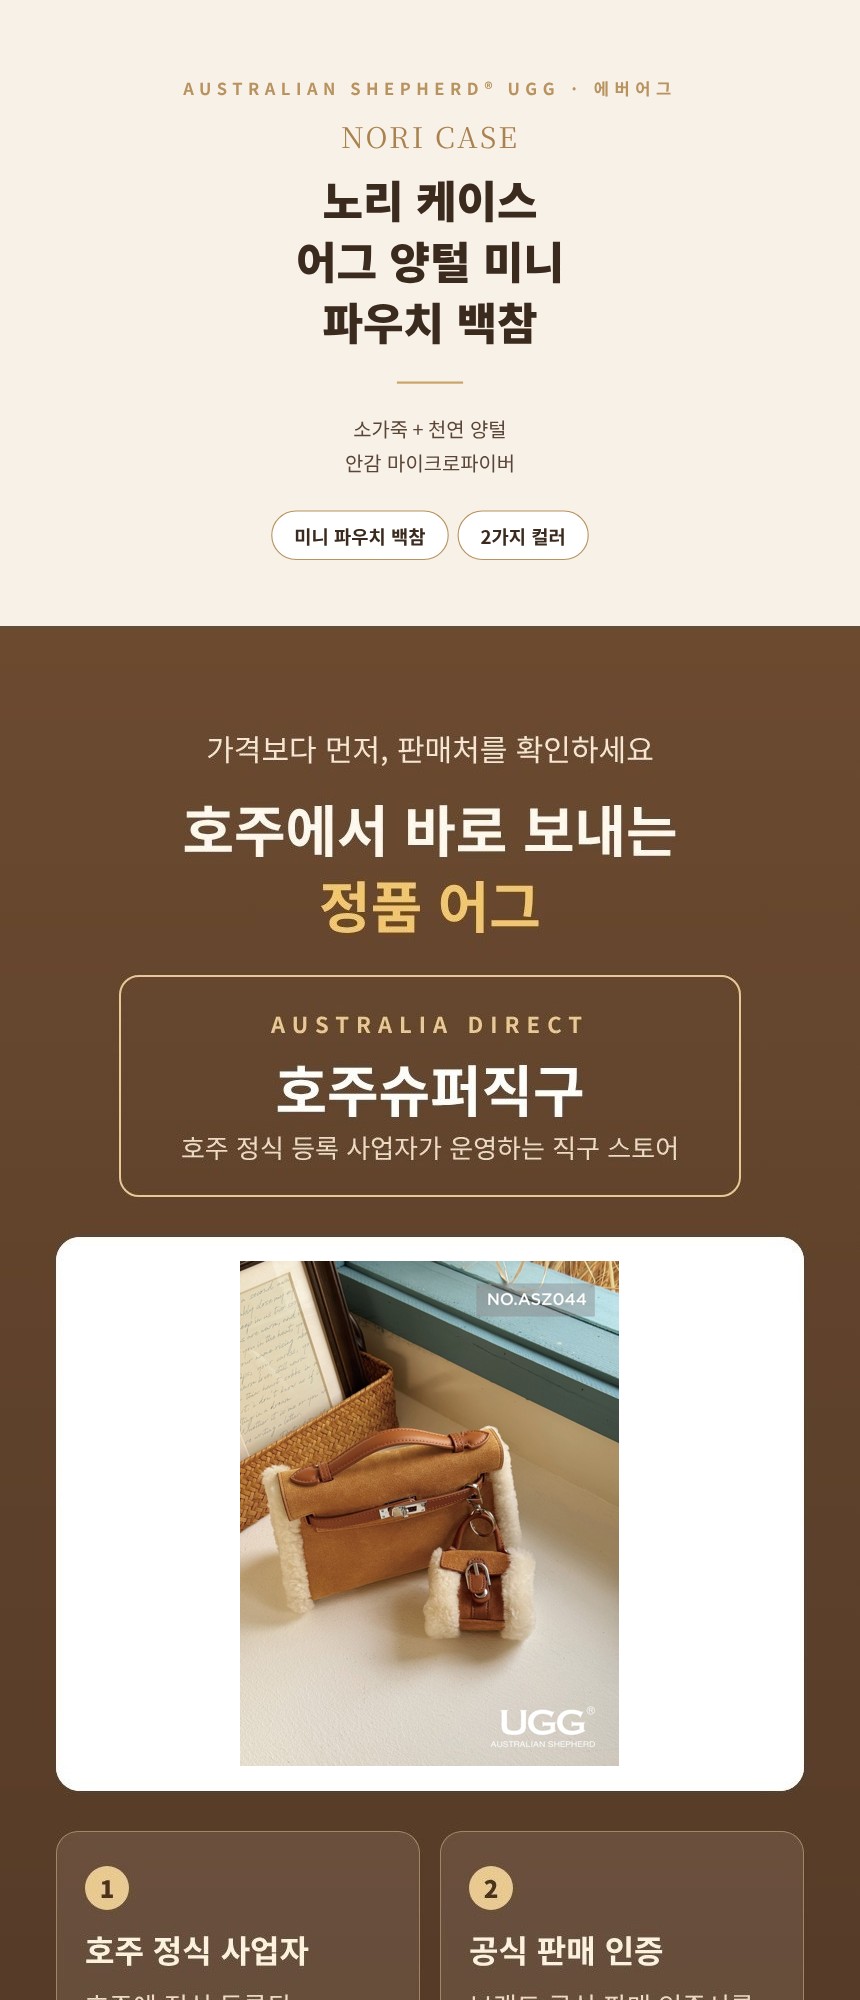 AUSTRALIAN SHEPHERD® UGG · 에버어그
NORI CASE
노리 케이스
어그 양털 미니
파우치 백참
소가죽 + 천연 양털
안감 마이크로파이버
미니 파우치 백참
2가지 컬러
가격보다 먼저, 판매처를 확인하세요
호주에서 바로 보내는
정품 어그
AUSTRALIA DIRECT
호주슈퍼직구
호주 정식 등록 사업자가 운영하는 직구 스토어
NO.ASZ044
UGG®
AUSTRALIAN SHEPHERD
1
호주 정식 사업자
2
공식 판매 인증